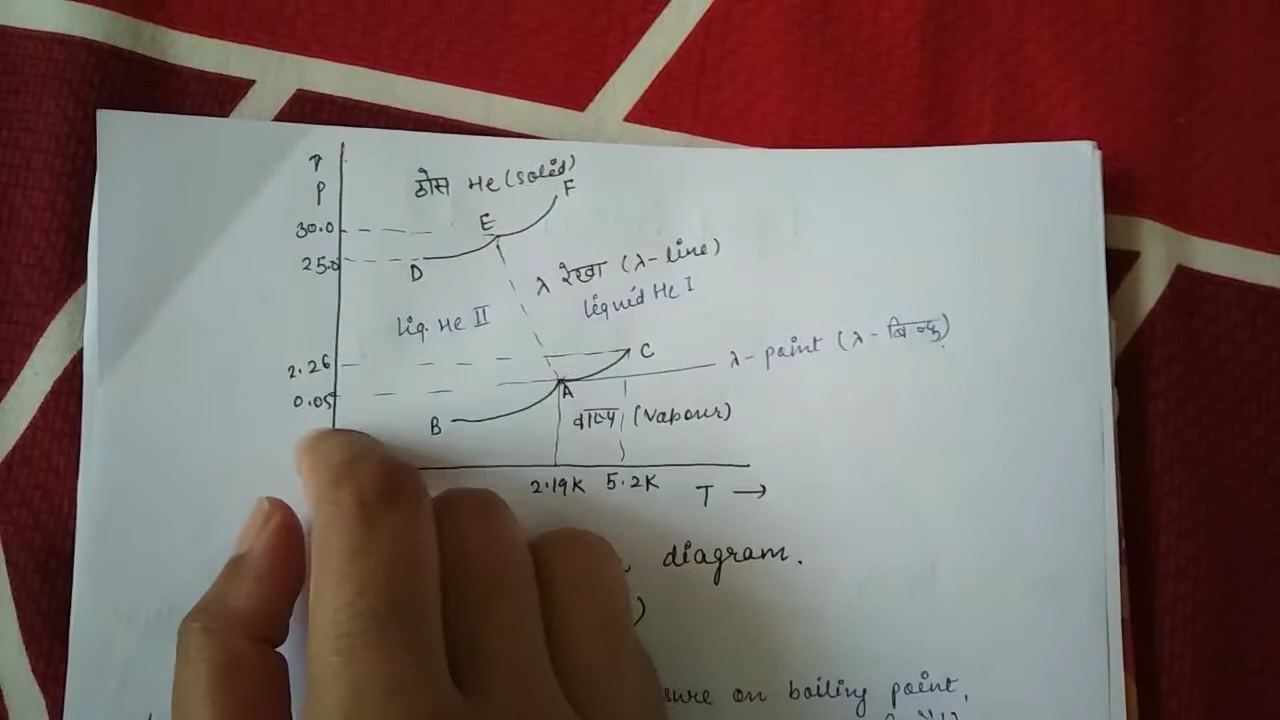 ↑
P
ठोस He (solid)
F
30.0
E
25.0
D
λ रेखा (λ-line)
liquid He I
Liq. He II
2.26
C
λ-point (λ-बिन्दु)
0.05
A
B
वाष्प (Vapour)
2.19K 5.2K T →
diagram.
)
sure on boiling point,